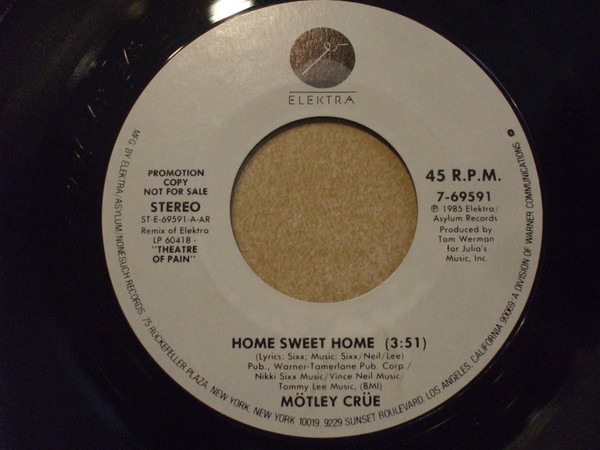 ELEKTRA
PROMOTION
COPY
NOT FOR SALE
STEREO
ST-E-69591-A-AR
Remix of Elektra
LP 60418 -
"THEATRE
OF PAIN"
45 R.P.M.
7-69591
℗ 1985 Elektra/
Asylum Records
Produced by
Tom Werman
for Julia's
Music, Inc.
HOME SWEET HOME (3:51)
(Lyrics: Sixx; Music: Sixx/Neil/Lee)
Pub., Warner-Tamerlane Pub. Corp./
Nikki Sixx Music/Vince Neil Music/
Tommy Lee Music, (BMI)
MÖTLEY CRÜE
MFG. BY ELEKTRA/ASYLUM/NONESUCH RECORDS, 75 ROCKEFELLER PLAZA, NEW YORK, NEW YORK 10019. 9229 SUNSET BOULEVARD, LOS ANGELES, CALIFORNIA 90069. A DIVISION OF WARNER COMMUNICATIONS